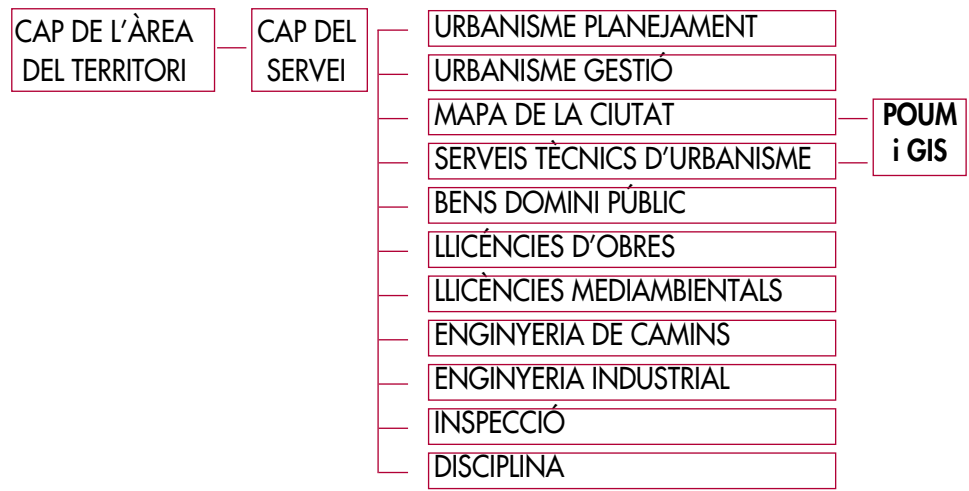 CAP DE L'ÀREA
DEL TERRITORI
CAP DEL
SERVEI
URBANISME PLANEJAMENT
URBANISME GESTIÓ
MAPA DE LA CIUTAT
SERVEIS TÈCNICS D'URBANISME
BENS DOMINI PÚBLIC
LLICÉNCIES D'OBRES
LLICÈNCIES MEDIAMBIENTALS
ENGINYERIA DE CAMINS
ENGINYERIA INDUSTRIAL
INSPECCIÓ
DISCIPLINA
POUM
i GIS